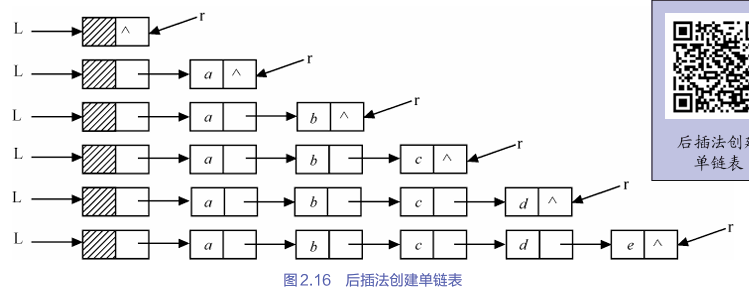 L ^ r
L a ^ r
L a b ^ r
L a b c ^ r
L a b c d ^ r
L a b c d e ^ r
后插法创建
单链表
图2.16 后插法创建单链表